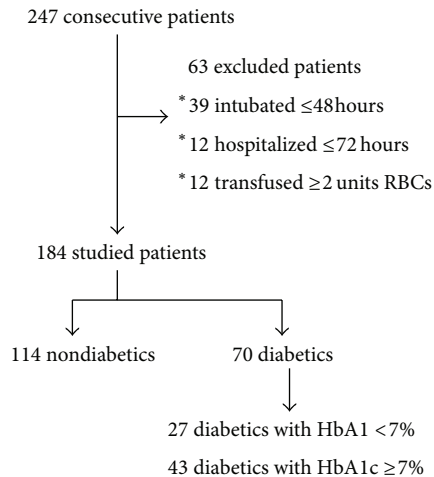 247 consecutive patients
63 excluded patients
*39 intubated ≤48 hours
*12 hospitalized ≤72 hours
*12 transfused ≥2 units RBCs
184 studied patients
114 nondiabetics
70 diabetics
27 diabetics with HbA1 <7%
43 diabetics with HbA1c ≥7%